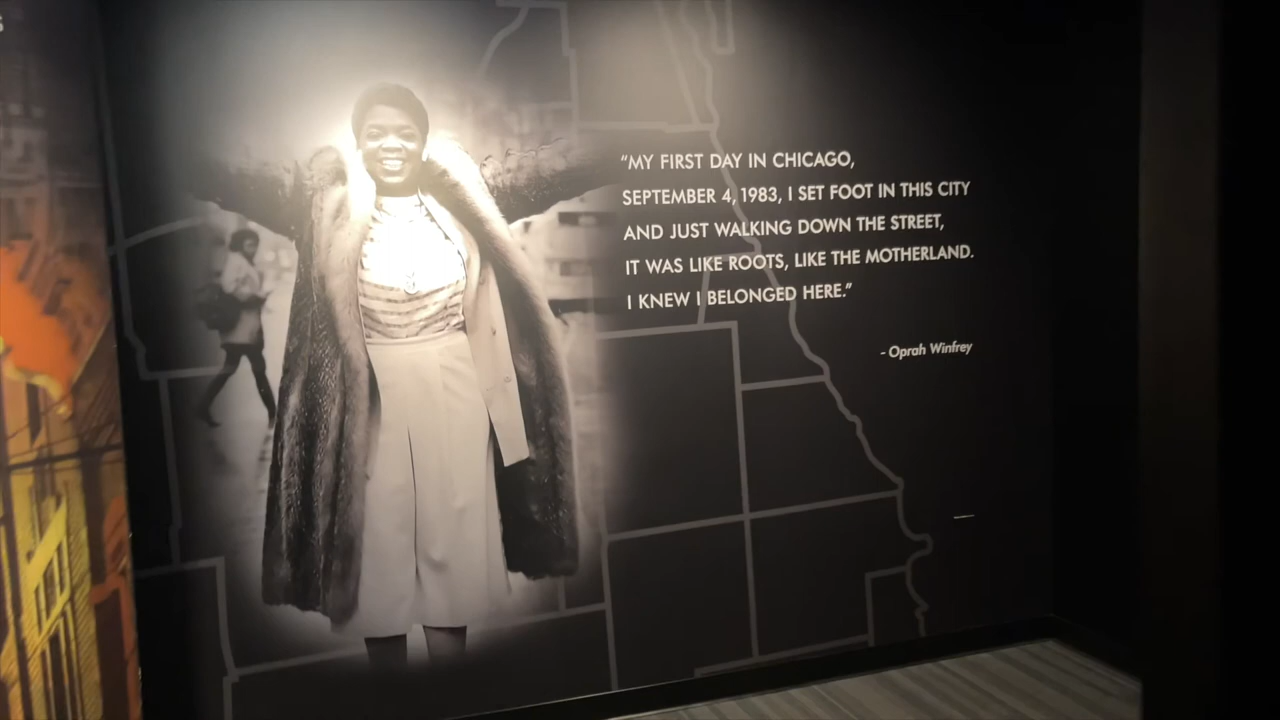 “MY FIRST DAY IN CHICAGO,
SEPTEMBER 4, 1983, I SET FOOT IN THIS CITY
AND JUST WALKING DOWN THE STREET,
IT WAS LIKE ROOTS, LIKE THE MOTHERLAND.
I KNEW I BELONGED HERE.”
- Oprah Winfrey